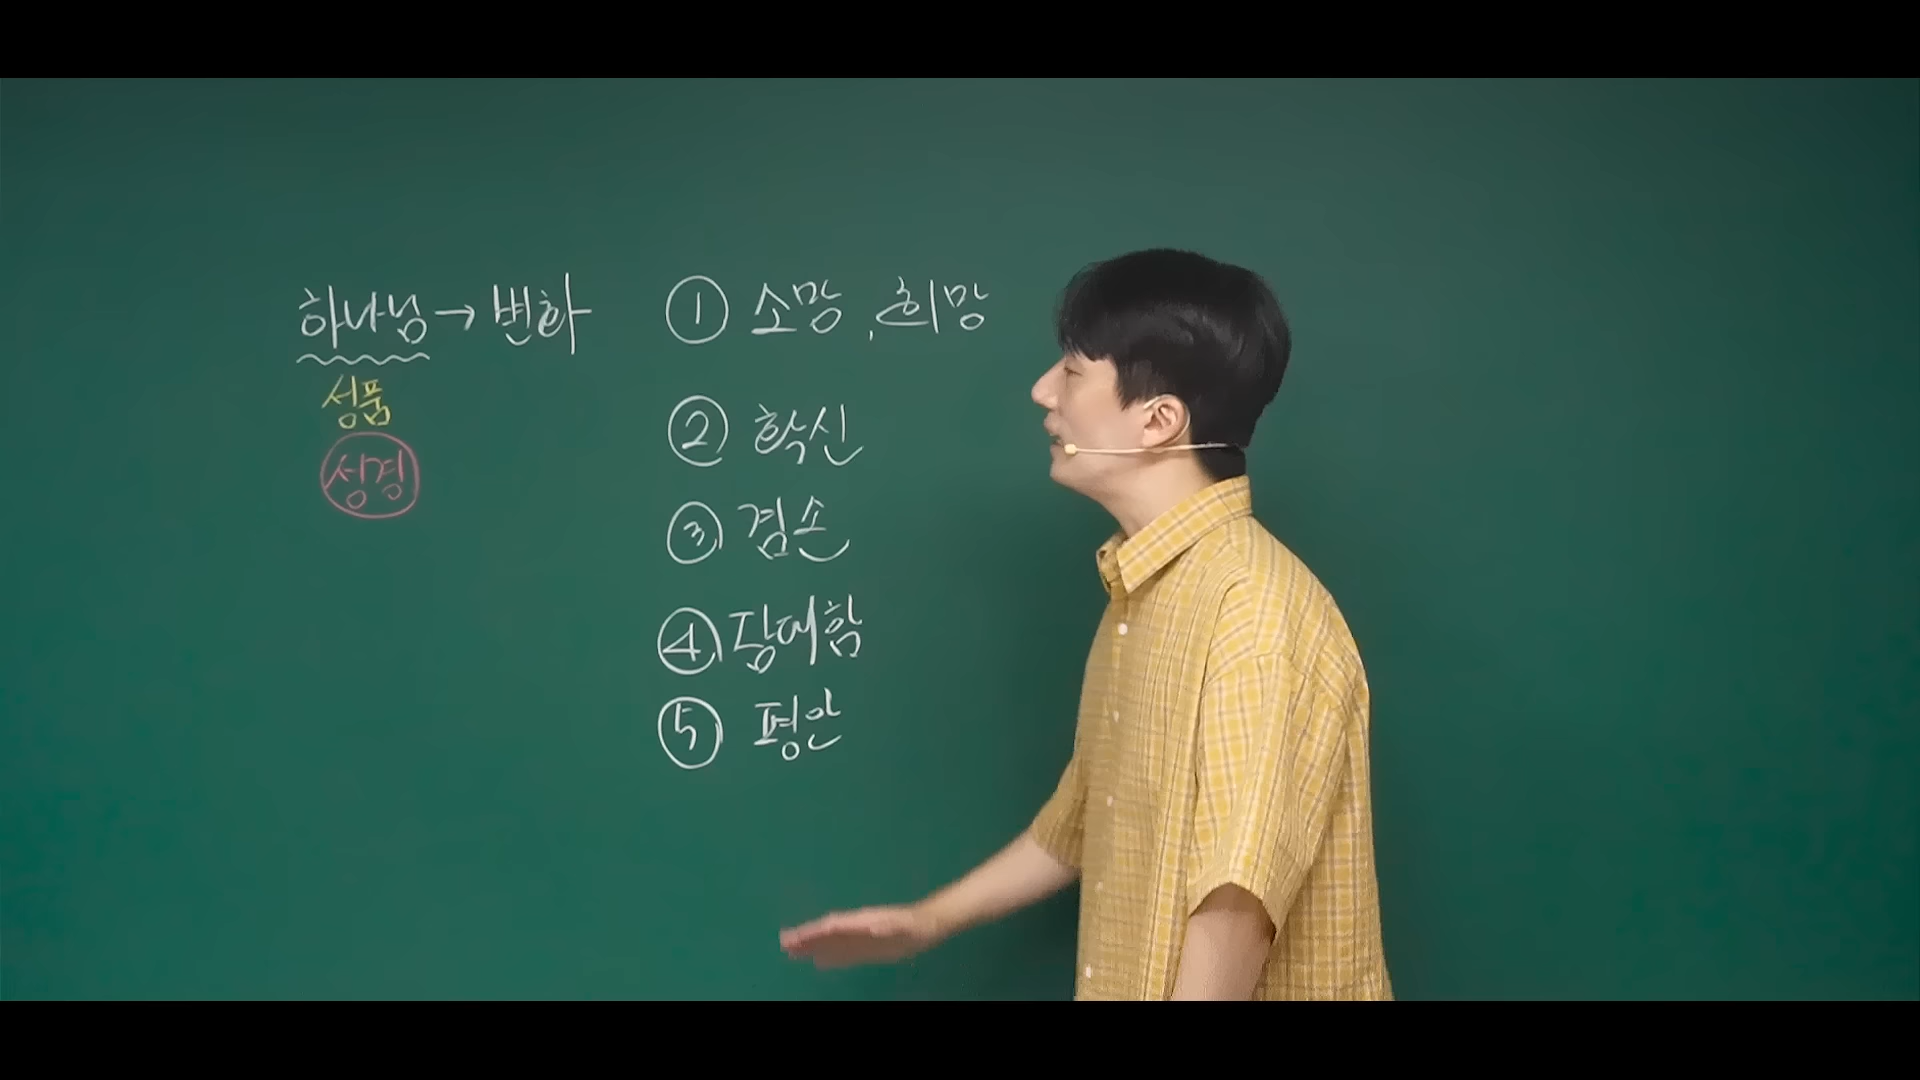 하나님→변화
성품
성경
① 소망, 희망
② 확신
③ 겸손
④ 담대함
⑤ 평안